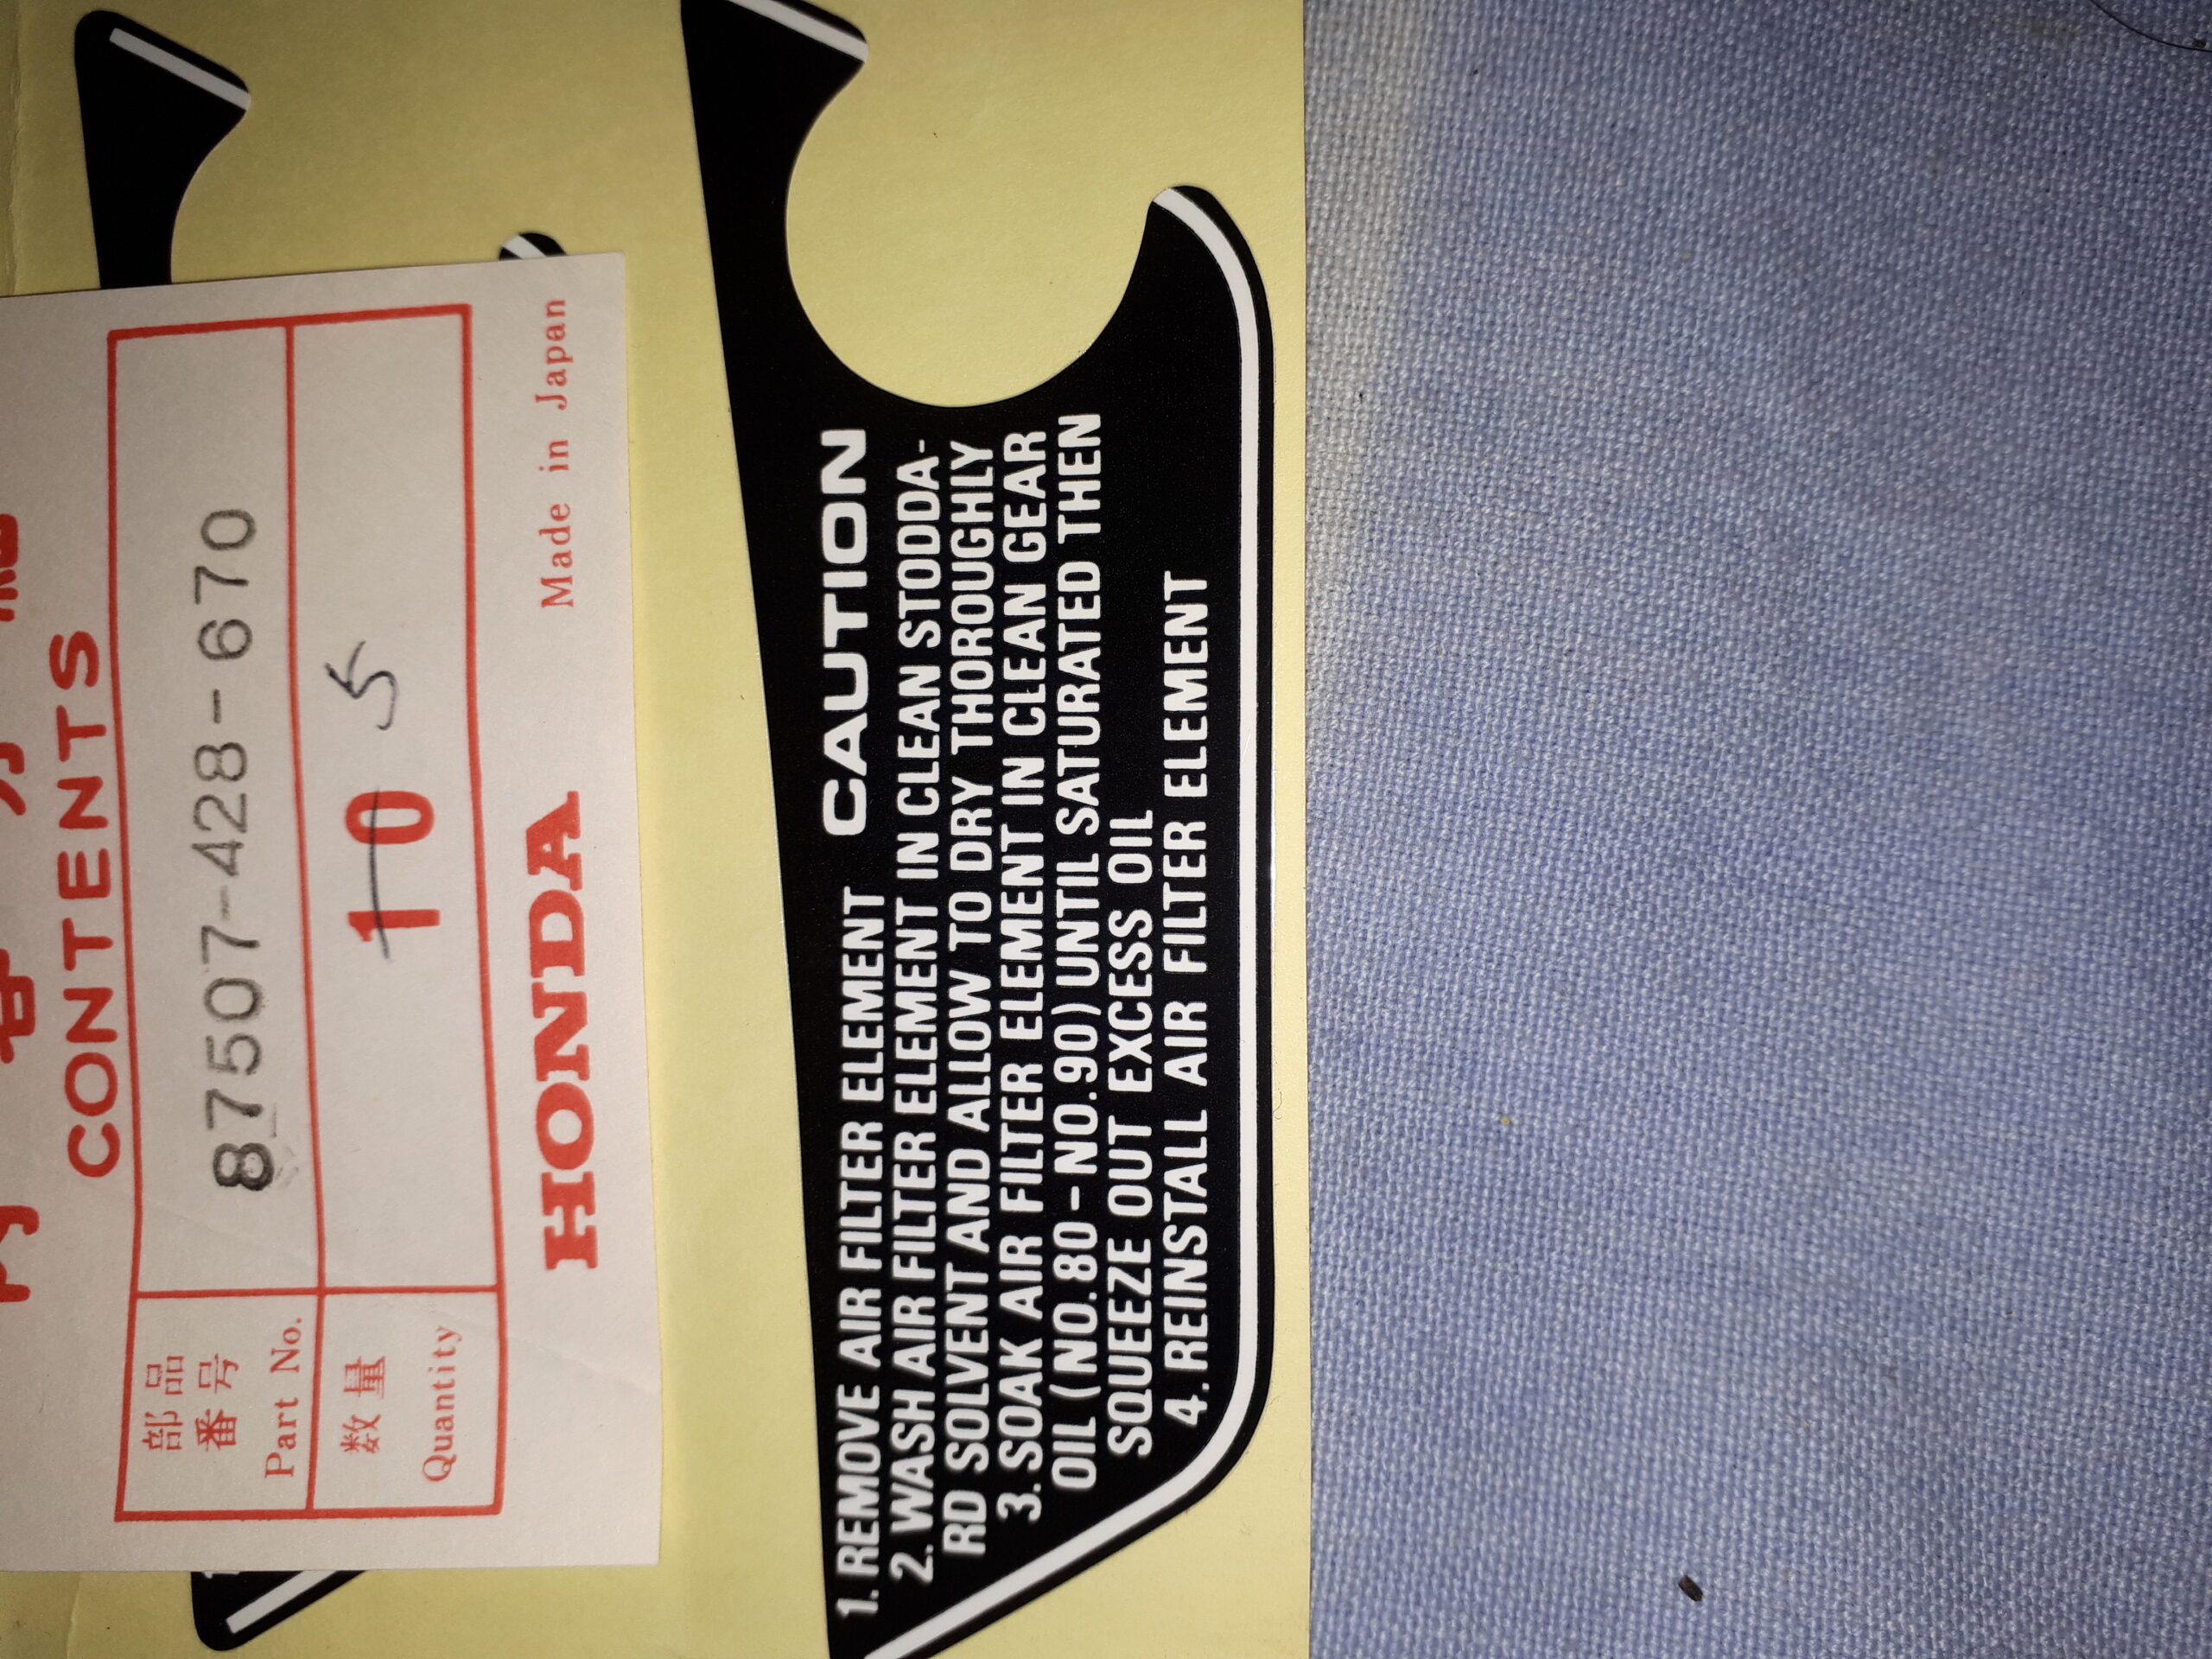 CONTENTS
部品
番号
Part No.
87507-428-670
数量
Quantity
10 5
HONDA
Made in Japan
CAUTION
1. REMOVE AIR FILTER ELEMENT
2. WASH AIR FILTER ELEMENT IN CLEAN STODDA-
RD SOLVENT AND ALLOW TO DRY THOROUGHLY
3. SOAK AIR FILTER ELEMENT IN CLEAN GEAR
OIL (NO.80-NO.90) UNTIL SATURATED THEN
SQUEEZE OUT EXCESS OIL
4. REINSTALL AIR FILTER ELEMENT